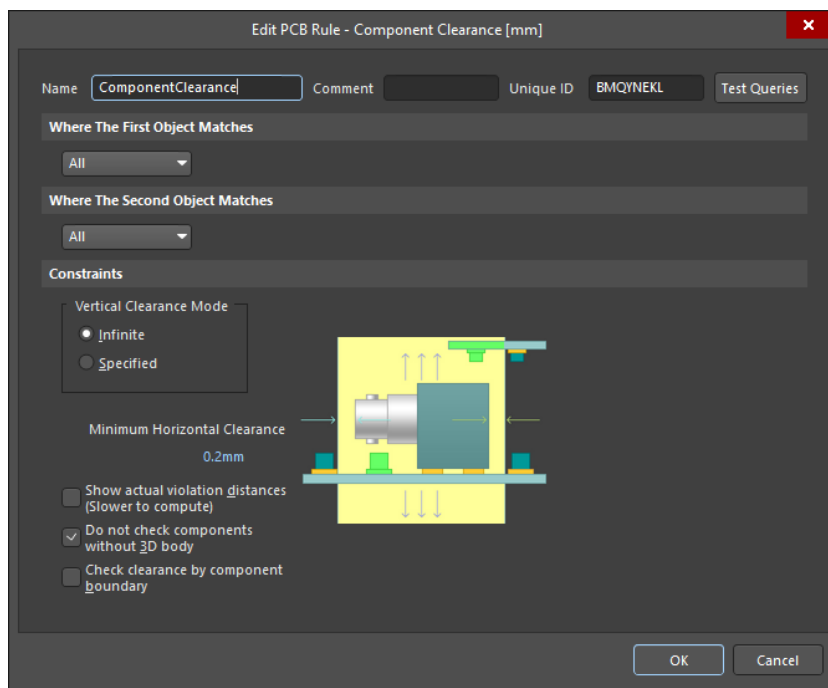 Edit PCB Rule - Component Clearance [mm]
Name ComponentClearance Comment Unique ID BMQYNEKL Test Queries
Where The First Object Matches
All
Where The Second Object Matches
All
Constraints
Vertical Clearance Mode
Infinite
Specified
Minimum Horizontal Clearance
0.2mm
Show actual violation distances
(Slower to compute)
Do not check components
without 3D body
Check clearance by component
boundary
OK Cancel